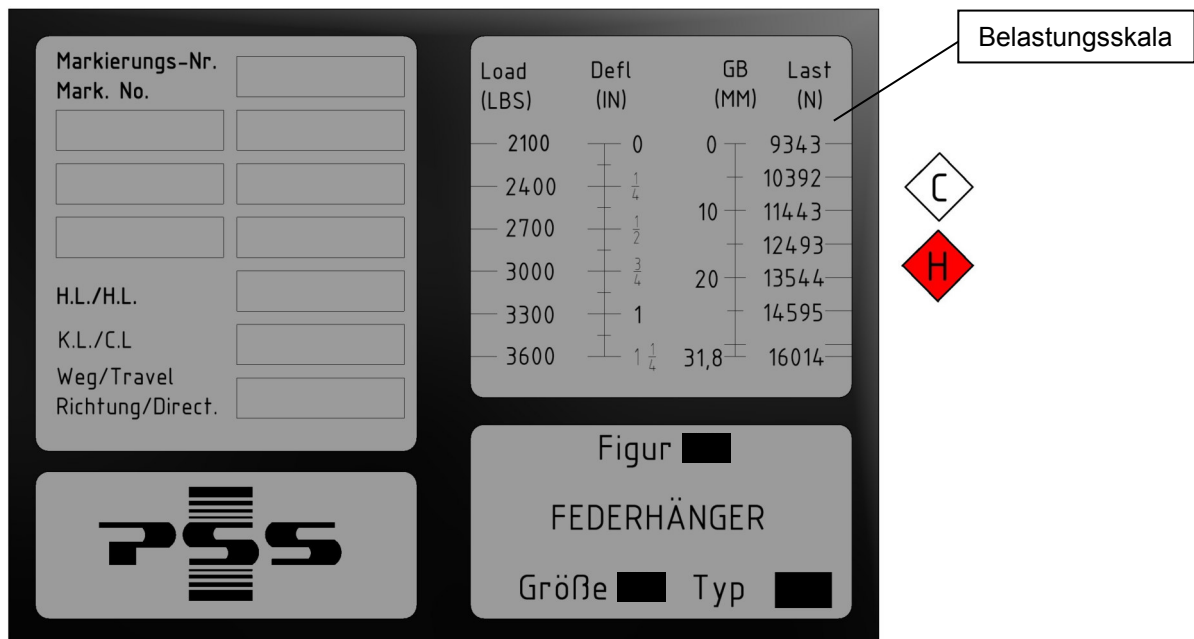 Markierungs-Nr.
Mark. No.
H.L./H.L.
K.L./C.L
Weg/Travel
Richtung/Direct.
PSS
Load Defl GB Last
(LBS) (IN) (MM) (N)
2100 0 0 9343
10392
2400 1/4
10 11443
2700 1/2
12493
3000 3/4 20 13544
3300 1 14595
3600 1 1/4 31,8 16014
Figur
FEDERHÄNGER
Größe Typ
Belastungsskala
C
H